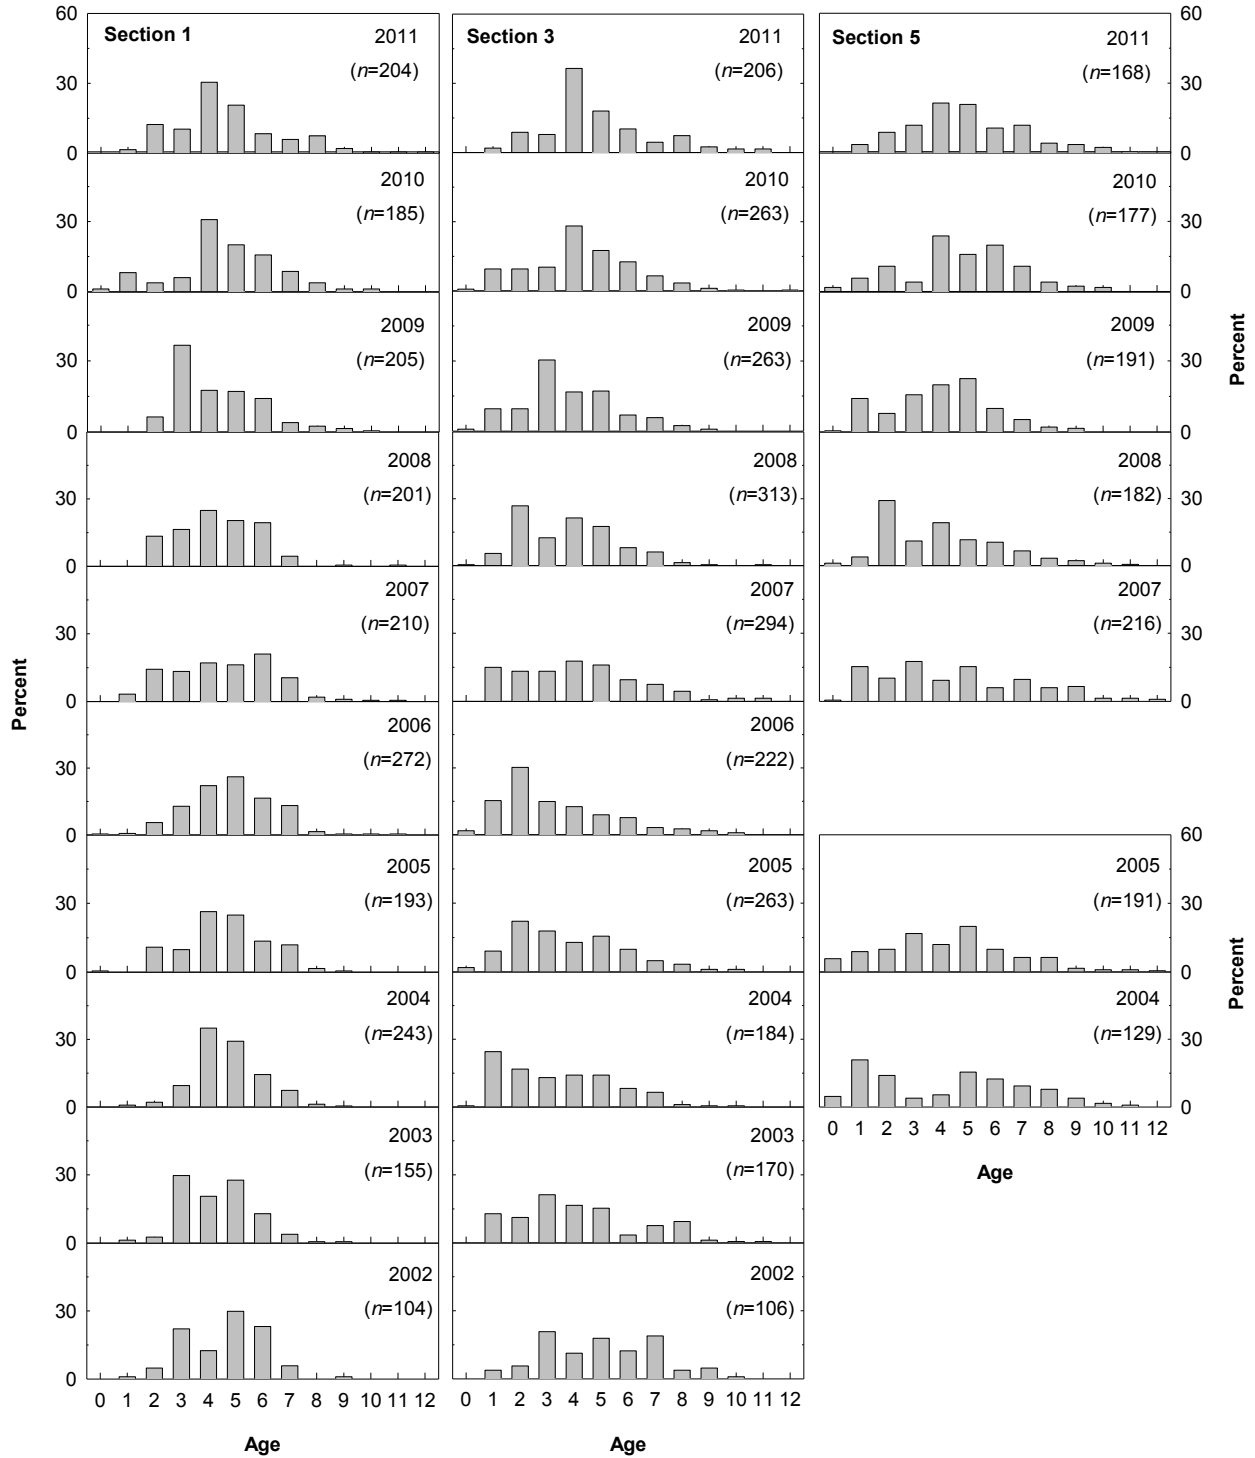 Section 1
2011
(n=204)
60
30
0
2010
(n=185)
30
0
2009
(n=205)
30
0
2008
(n=201)
30
0
2007
(n=210)
30
0
2006
(n=272)
30
0
2005
(n=193)
30
0
2004
(n=243)
30
0
2003
(n=155)
30
0
2002
(n=104)
30
0
0 1 2 3 4 5 6 7 8 9 10 11 12
Age
Percent
Section 3
2011
(n=206)
2010
(n=263)
2009
(n=263)
2008
(n=313)
2007
(n=294)
2006
(n=222)
2005
(n=263)
2004
(n=184)
2003
(n=170)
2002
(n=106)
0 1 2 3 4 5 6 7 8 9 10 11 12
Age
Section 5
2011
(n=168)
60
30
0
2010
(n=177)
30
0
2009
(n=191)
30
0
2008
(n=182)
30
0
2007
(n=216)
30
0
Percent
2005
(n=191)
60
30
0
2004
(n=129)
30
0
0 1 2 3 4 5 6 7 8 9 10 11 12
Age
Percent